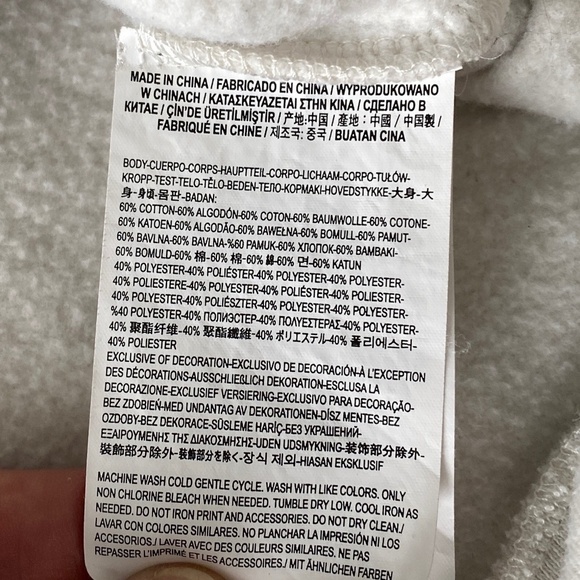 MADE IN CHINA / FABRICADO EN CHINA / WYPRODUKOWANO
W CHINACH / ΚΑΤΑΣΚΕΥΑΖΕΤΑΙ ΣΤΗΝ ΚΙΝΑ / СДЕЛАНО В
КИТАЕ / ÇİN'DE ÜRETİLMİŞTİR / 产地:中国 / 產地：中國 / 中国製 /
FABRIQUÉ EN CHINE / 제조국: 중국 / BUATAN CINA
BODY-CUERPO-CORPS-HAUPTTEIL-CORPO-LICHAAM-CORPO-TUŁÓW-
KROPP-TEST-TELO-TĚLO-BEDEN-ТЕЛО-ΚΟΡΜΑΚΙ-HOVEDSTYKKE-大身-大
身-身頃-몸판-BADAN:
60% COTTON-60% ALGODÓN-60% COTON-60% BAUMWOLLE-60% COTONE-
60% KATOEN-60% ALGODÃO-60% BAWEŁNA-60% BOMULL-60% PAMUT-
60% BAVLNA-60% BAVLNA-%60 PAMUK-60% ХЛОПОК-60% ΒΑΜΒΑΚΙ-
60% BOMULD-60% 棉-60% 棉-60% 綿-60% 면-60% KATUN
40% POLYESTER-40% POLIÉSTER-40% POLYESTER-40% POLYESTER-
40% POLIESTERE-40% POLYESTER-40% POLIÉSTER-40% POLIESTER-
40% POLYESTER-40% POLIÉSZTER-40% POLYESTER-40% POLYESTER-
%40 POLYESTER-40% ПОЛИЭСТЕР-40% ΠΟΛΥΕΣΤΕΡΑΣ-40% POLYESTER-
40% 聚酯纤维-40% 聚酯纖維-40% ポリエステル-40% 폴리에스터-
40% POLIESTER
EXCLUSIVE OF DECORATION-EXCLUSIVO DE DECORACIÓN-À L'EXCEPTION
DES DÉCORATIONS-AUSSCHLIEßLICH DEKORATION-ESCLUSA LA
DECORAZIONE-EXCLUSIEF VERSIERING-EXCLUSIVO PARA DECORAÇÃO-
BEZ ZDOBIEŃ-MED UNDANTAG AV DEKORATIONEN-DÍSZ MENTES-BEZ
OZDOBY-BEZ DEKORACE-SÜSLEME HARİÇ-БЕЗ УКРАШЕНИЙ-
ΕΞΑΙΡΟΥΜΕΝΗΣ ΤΗΣ ΔΙΑΚΟΣΜΗΣΗΣ-UDEN UDSMYKNING-装饰部分除外-
裝飾部分除外-装飾部分を除く-장식 제외-HIASAN EKSKLUSIF
MACHINE WASH COLD GENTLE CYCLE. WASH WITH LIKE COLORS. ONLY
NON CHLORINE BLEACH WHEN NEEDED. TUMBLE DRY LOW. COOL IRON AS
NEEDED. DO NOT IRON PRINT AND ACCESSORIES. DO NOT DRY CLEAN./
LAVAR CON COLORES SIMILARES. NO PLANCHAR LA IMPRESIÓN NI LOS
ACCESORIOS./ LAVER AVEC DES COULEURS SIMILAIRES. NE PAS
REPASSER L'IMPRIMÉ ET LES ACCESSOIRES./ MIT ÄHNLICHEN FARBEN